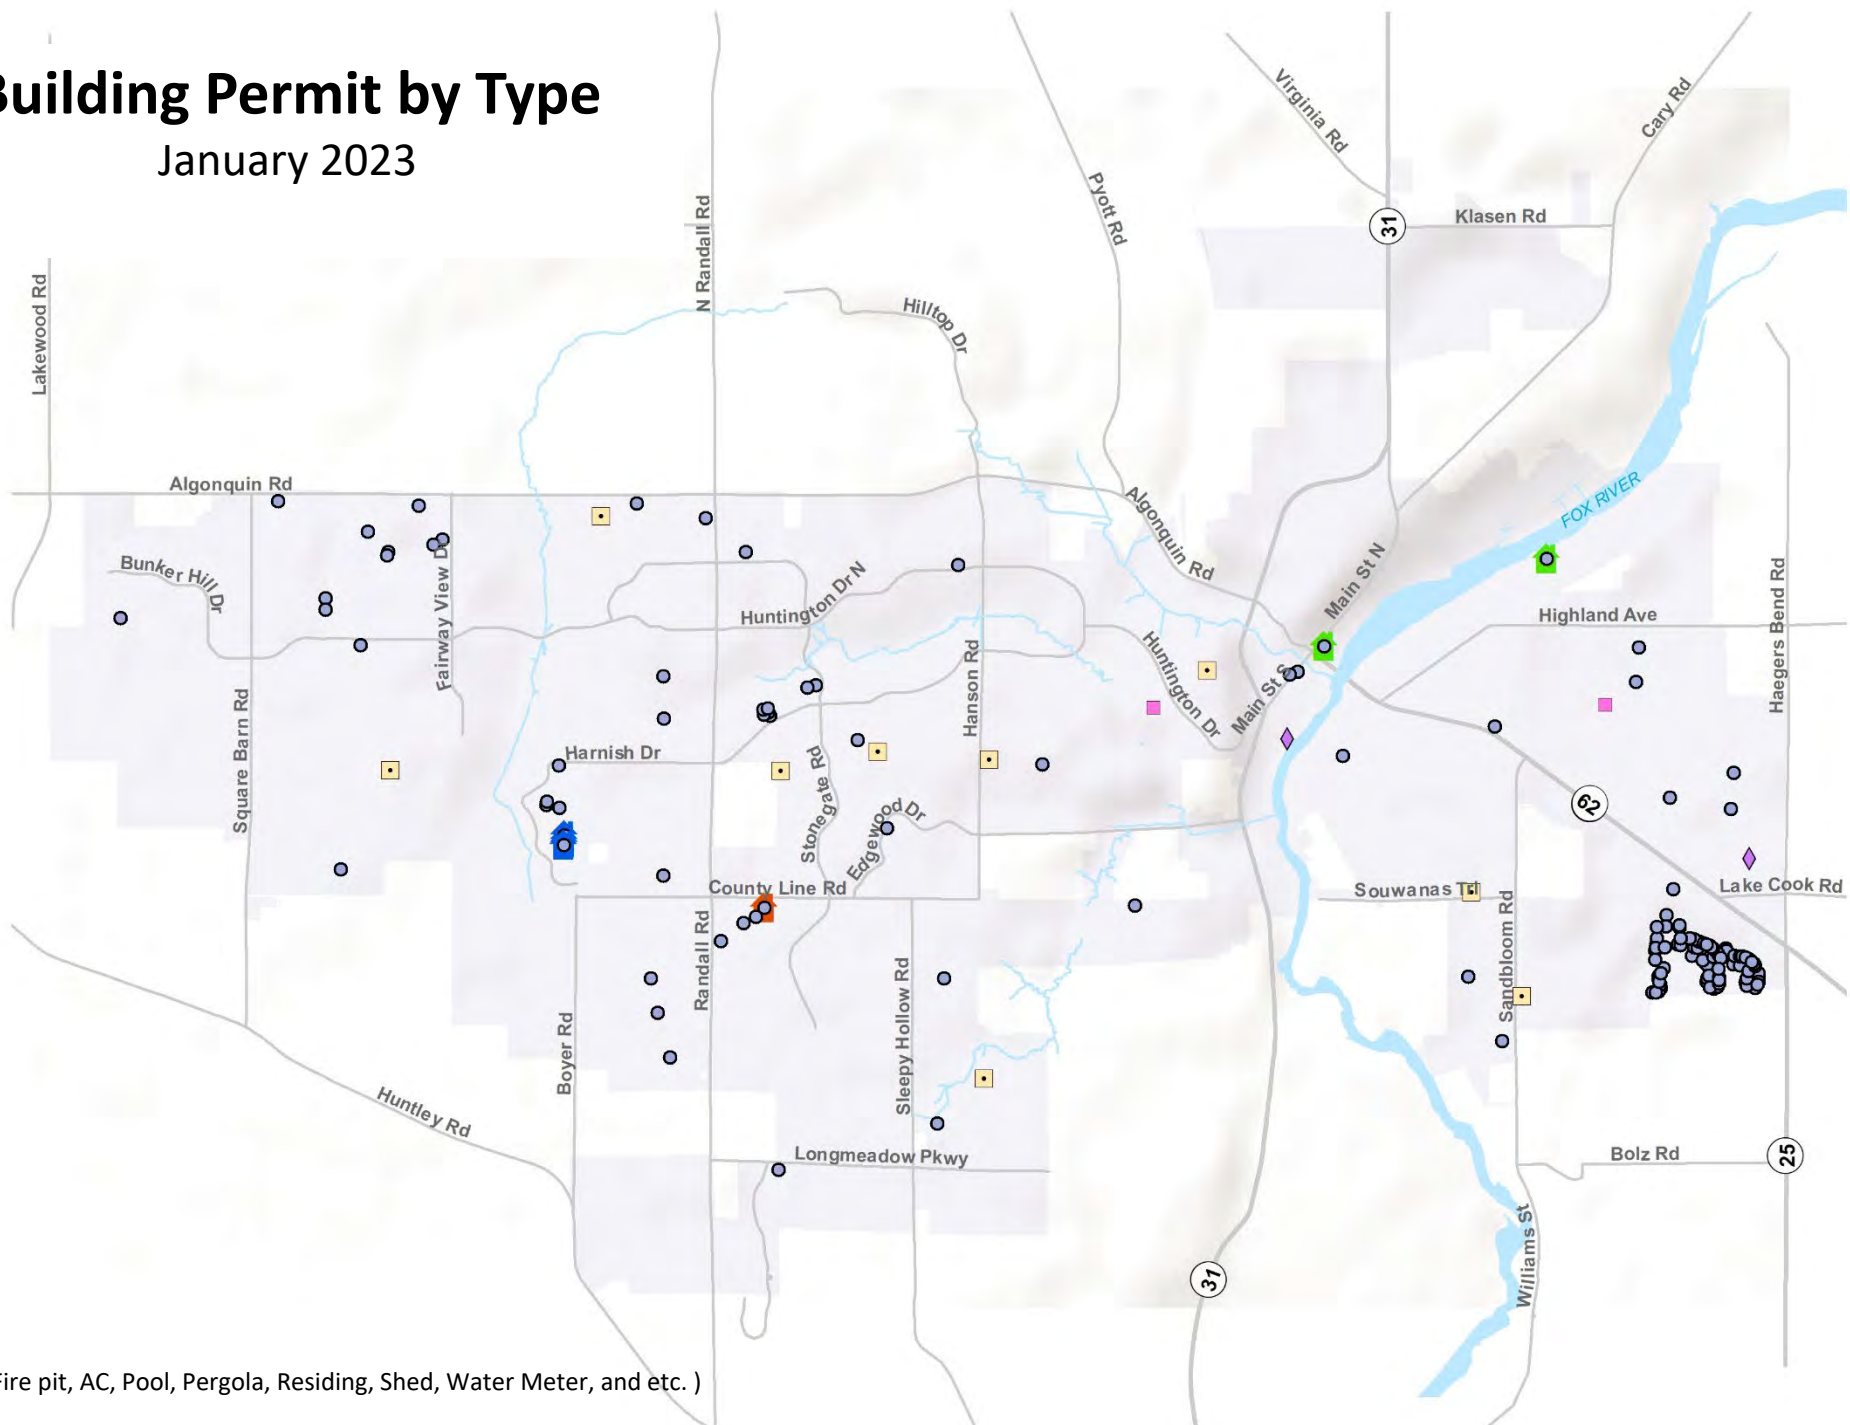 Building Permit by Type
January 2023
Virginia Rd
Cary Rd
Pyott Rd
31
Klasen Rd
N Randall Rd
Lakewood Rd
Hilltop Dr
Algonquin Rd
Algonquin Rd
FOX RIVER
Bunker Hill Dr
Fairway View Dr
Huntington Dr N
Main St N
Highland Ave
Haegers Bend Rd
Huntington Dr
Main St S
Hanson Rd
Square Barn Rd
Harnish Dr
Stonegate Rd
Edgewood Dr
62
County Line Rd
Souwanas Trl
Lake Cook Rd
Randall Rd
Sandbloom Rd
Boyer Rd
Sleepy Hollow Rd
Huntley Rd
Longmeadow Pkwy
Bolz Rd
25
Williams St
31
Fire pit, AC, Pool, Pergola, Residing, Shed, Water Meter, and etc. )